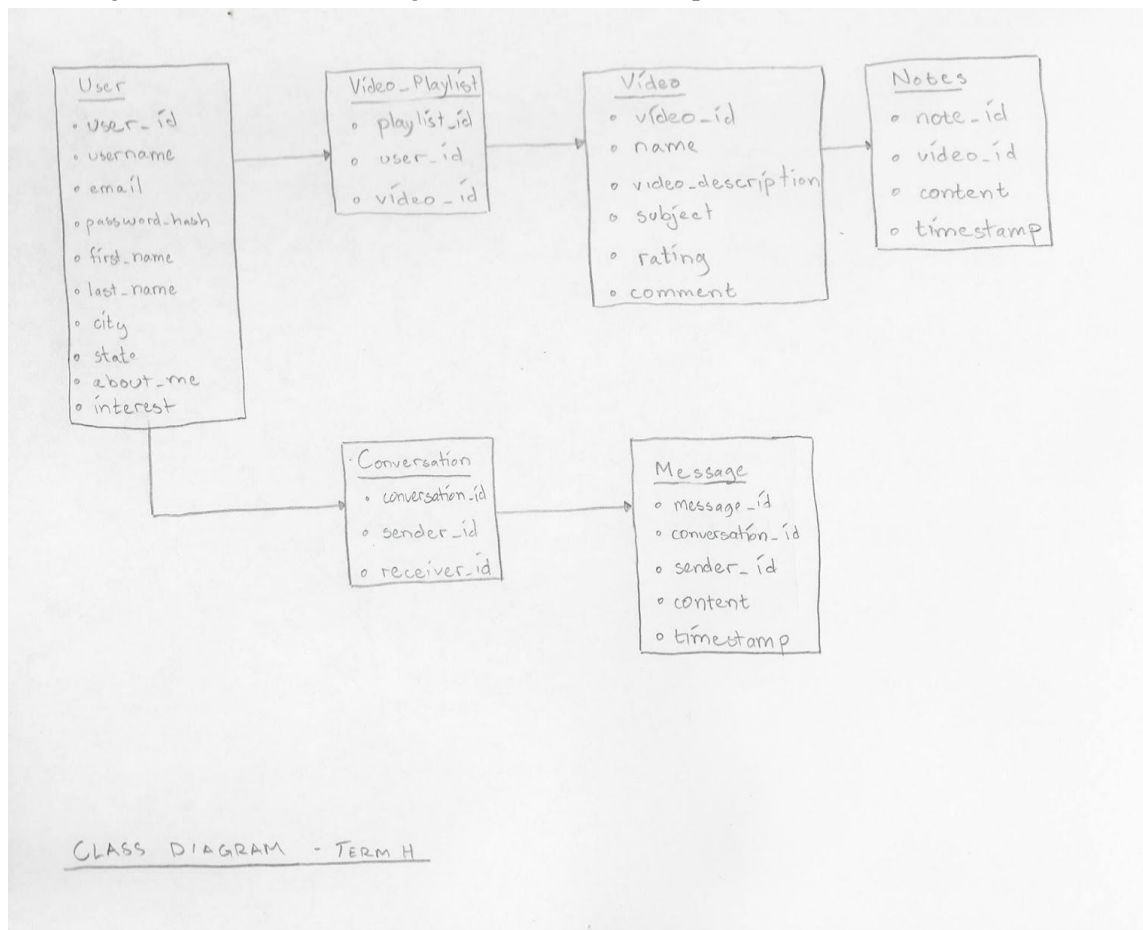 User
• user_id
• username
• email
• password_hash
• first_name
• last_name
• city
• state
• about_me
• interest
Video_Playlist
• playlist_id
• user_id
• video_id
Video
• video_id
• name
• video_description
• subject
• rating
• comment
Notes
• note_id
• video_id
• content
• timestamp
Conversation
• conversation_id
• sender_id
• receiver_id
Message
• message_id
• conversation_id
• sender_id
• content
• timestamp
CLASS DIAGRAM - TERM H